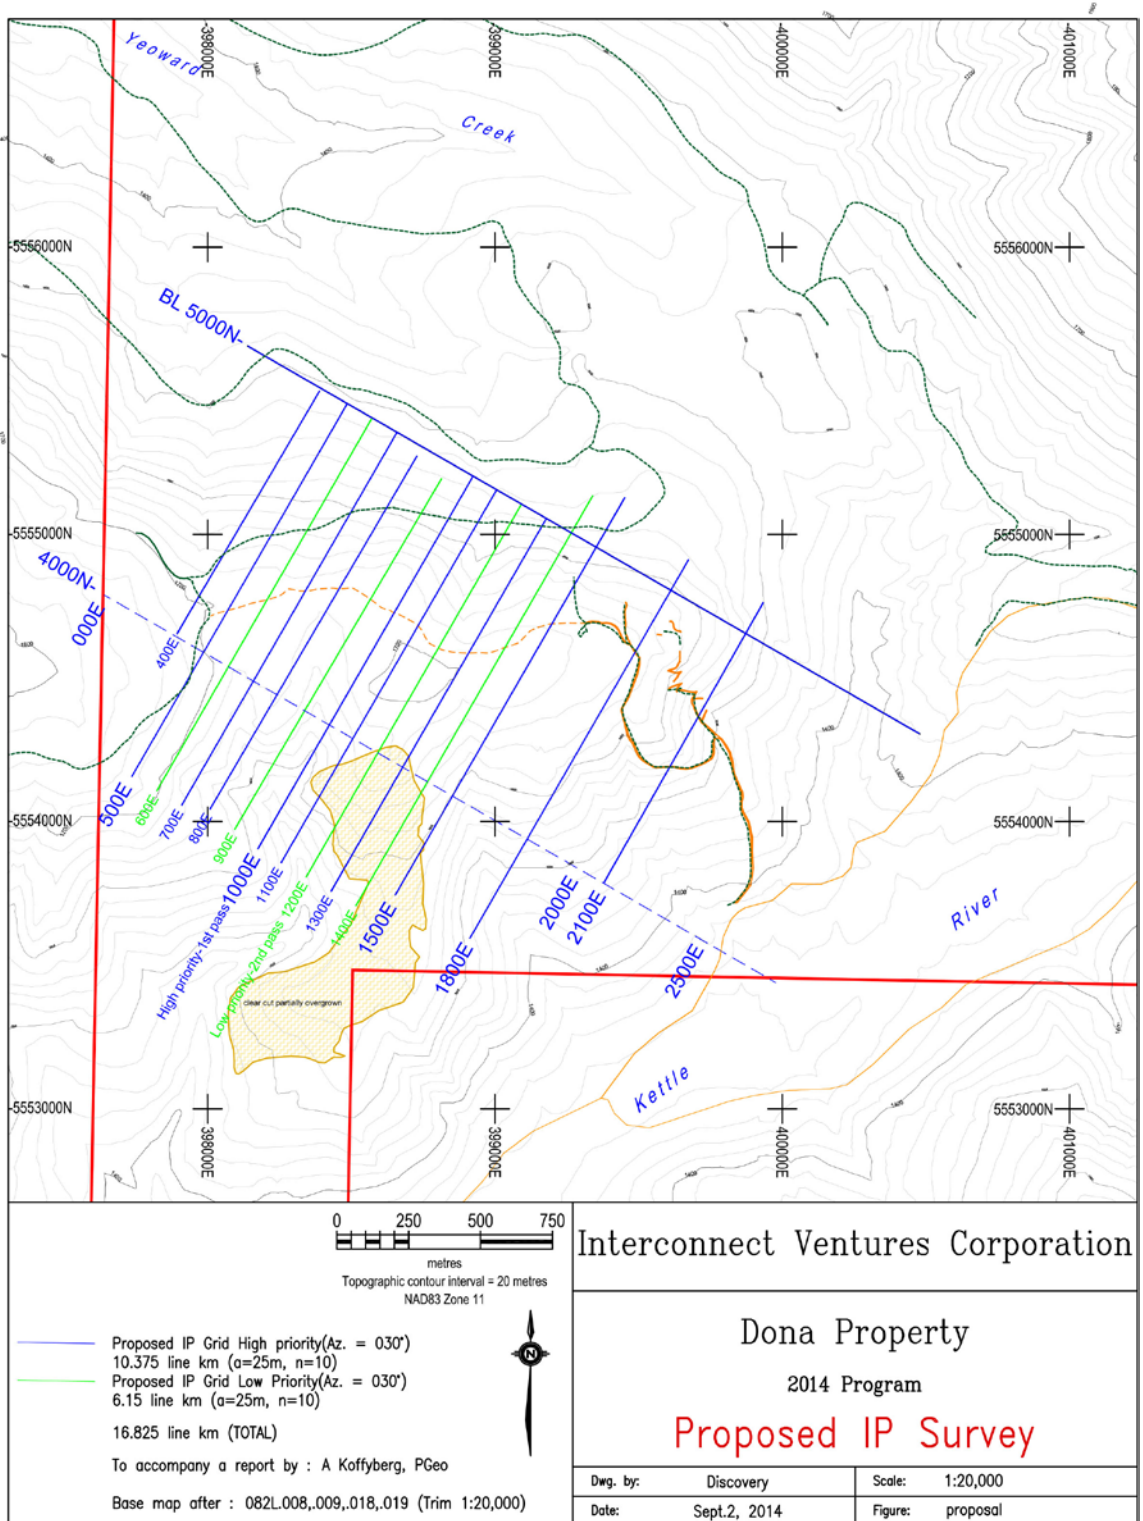 398000E
399000E
400000E
401000E
Yeoward
Creek
5556000N
5556000N
BL 5000N-
5555000N
5555000N
4000N-
000E
400E
500E
600E
700E
800E
900E
High priority-1st pass 1000E
1100E
Low priority-2nd pass 1200E
1300E
1400E
1500E
1800E
2000E
2100E
2500E
5554000N
5554000N
River
clear cut partially overgrown
Kettle
5553000N
5553000N
398000E
399000E
400000E
401000E
0 250 500 750
metres
Topographic contour interval = 20 metres
NAD83 Zone 11
N
Proposed IP Grid High priority(Az. = 030°)
10.375 line km (a=25m, n=10)
Proposed IP Grid Low Priority(Az. = 030°)
6.15 line km (a=25m, n=10)
16.825 line km (TOTAL)
To accompany a report by : A Koffyberg, PGeo
Base map after : 082L.008,.009,.018,.019 (Trim 1:20,000)
Interconnect Ventures Corporation
Dona Property
2014 Program
Proposed IP Survey
Dwg. by: Discovery
Scale: 1:20,000
Date: Sept.2, 2014
Figure: proposal